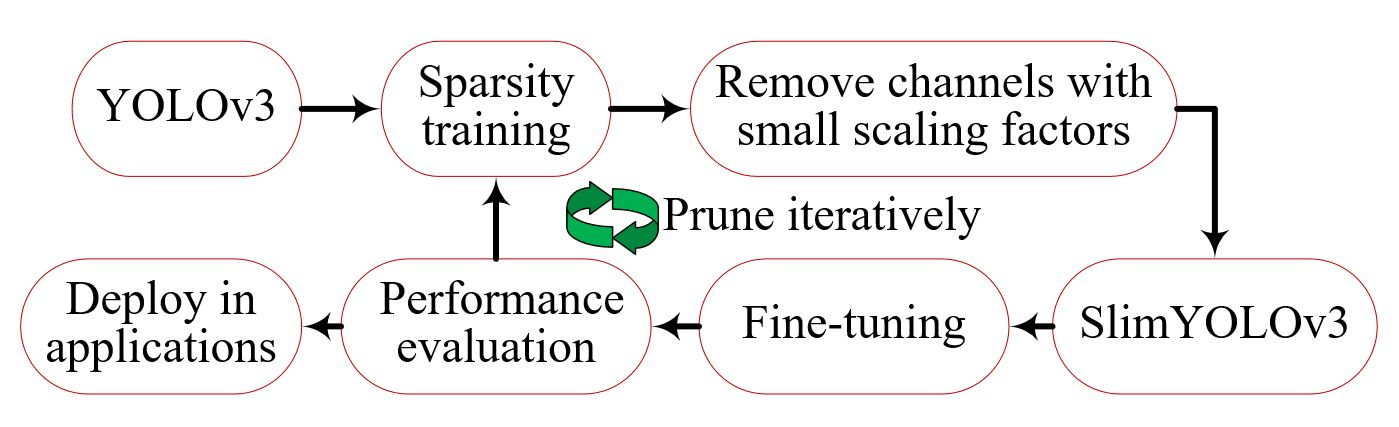 YOLOv3
Sparsity
training
Remove channels with
small scaling factors
Prune iteratively
Deploy in
applications
Performance
evaluation
Fine-tuning
SlimYOLOv3